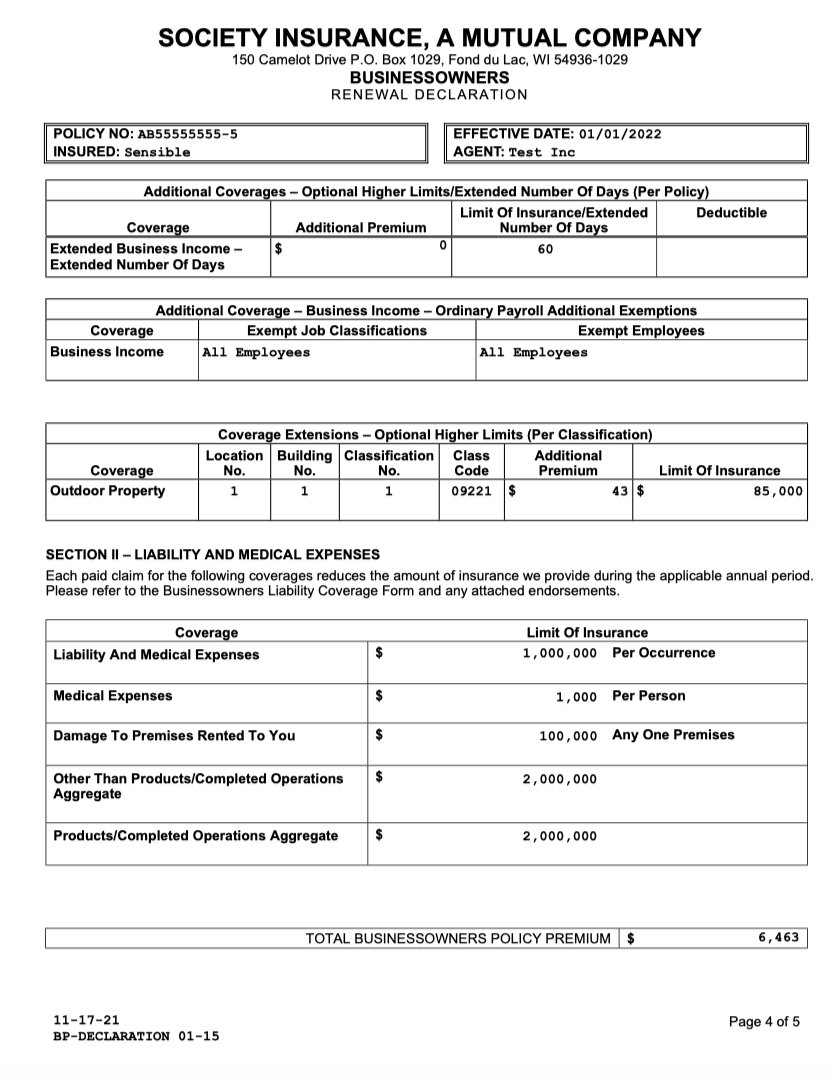 SOCIETY INSURANCE, A MUTUAL COMPANY
150 Camelot Drive P.O. Box 1029, Fond du Lac, WI 54936-1029
BUSINESSOWNERS
RENEWAL DECLARATION
POLICY NO: AB55555555-5
INSURED: Sensible
EFFECTIVE DATE: 01/01/2022
AGENT: Test Inc
Additional Coverages – Optional Higher Limits/Extended Number Of Days (Per Policy)
Coverage Additional Premium Limit Of Insurance/Extended Number Of Days Deductible
Extended Business Income – $ 0 60
Extended Number Of Days
Additional Coverage – Business Income – Ordinary Payroll Additional Exemptions
Coverage Exempt Job Classifications Exempt Employees
Business Income All Employees All Employees
Coverage Extensions – Optional Higher Limits (Per Classification)
Coverage Location No. Building No. Classification No. Class Code Additional Premium Limit Of Insurance
Outdoor Property 1 1 1 09221 $ 43 $ 85,000
SECTION II – LIABILITY AND MEDICAL EXPENSES
Each paid claim for the following coverages reduces the amount of insurance we provide during the applicable annual period.
Please refer to the Businessowners Liability Coverage Form and any attached endorsements.
Coverage Limit Of Insurance
Liability And Medical Expenses $ 1,000,000 Per Occurrence
Medical Expenses $ 1,000 Per Person
Damage To Premises Rented To You $ 100,000 Any One Premises
Other Than Products/Completed Operations $ 2,000,000
Aggregate
Products/Completed Operations Aggregate $ 2,000,000
TOTAL BUSINESSOWNERS POLICY PREMIUM $ 6,463
11-17-21
BP-DECLARATION 01-15
Page 4 of 5